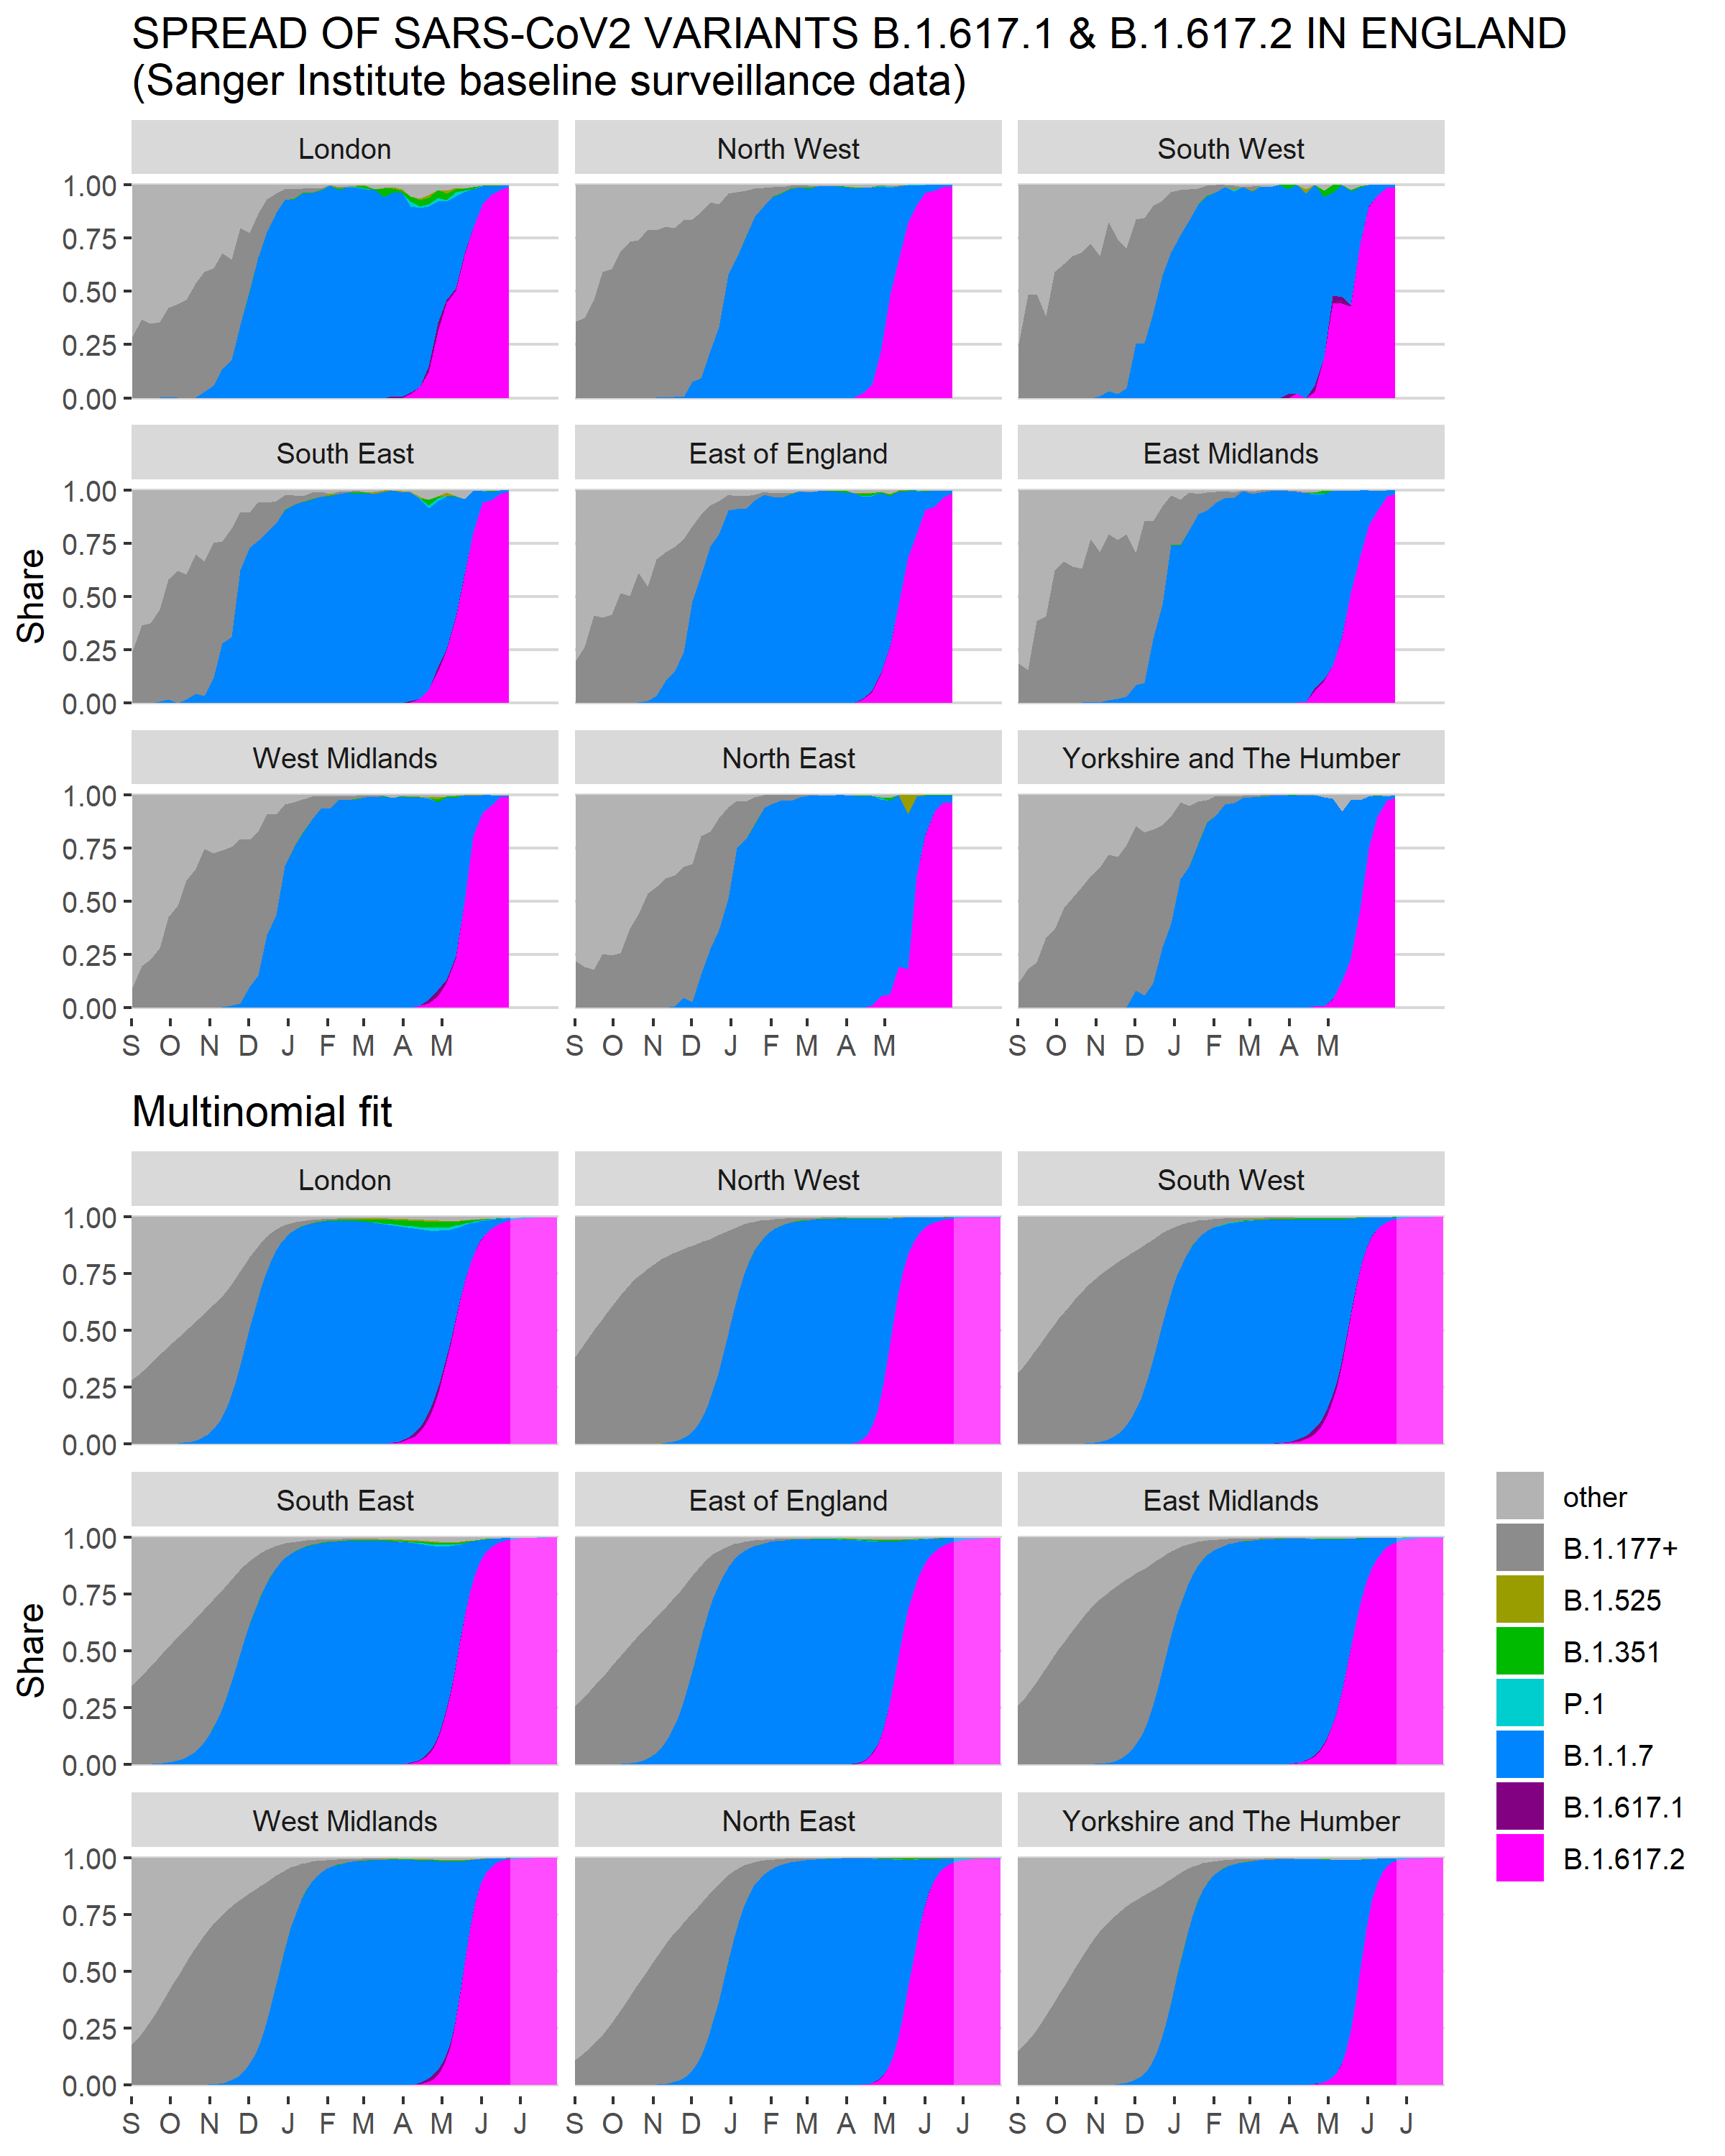 SPREAD OF SARS-CoV2 VARIANTS B.1.617.1 & B.1.617.2 IN ENGLAND
(Sanger Institute baseline surveillance data)
London North West South West
1.00
0.75
0.50
0.25
0.00
South East East of England East Midlands
1.00
0.75
0.50
0.25
0.00
Share
West Midlands North East Yorkshire and The Humber
1.00
0.75
0.50
0.25
0.00
S O N D J F M A M S O N D J F M A M S O N D J F M A M
Multinomial fit
London North West South West
1.00
0.75
0.50
0.25
0.00
South East East of England East Midlands
1.00
0.75
0.50
0.25
0.00
Share
West Midlands North East Yorkshire and The Humber
1.00
0.75
0.50
0.25
0.00
S O N D J F M A M J J S O N D J F M A M J J S O N D J F M A M J J
other
B.1.177+
B.1.525
B.1.351
P.1
B.1.1.7
B.1.617.1
B.1.617.2